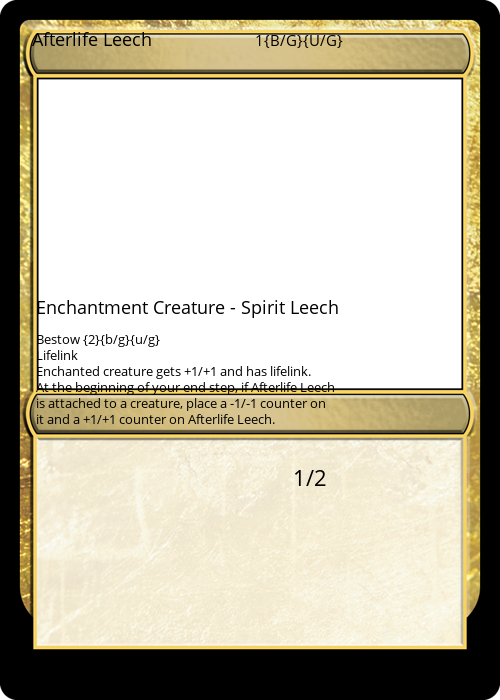 Afterlife Leech 1{B/G}{U/G}
Enchantment Creature - Spirit Leech
Bestow {2}{b/g}{u/g}
Lifelink
Enchanted creature gets +1/+1 and has lifelink.
At the beginning of your end step, if Afterlife Leech
is attached to a creature, place a -1/-1 counter on
it and a +1/+1 counter on Afterlife Leech.
1/2